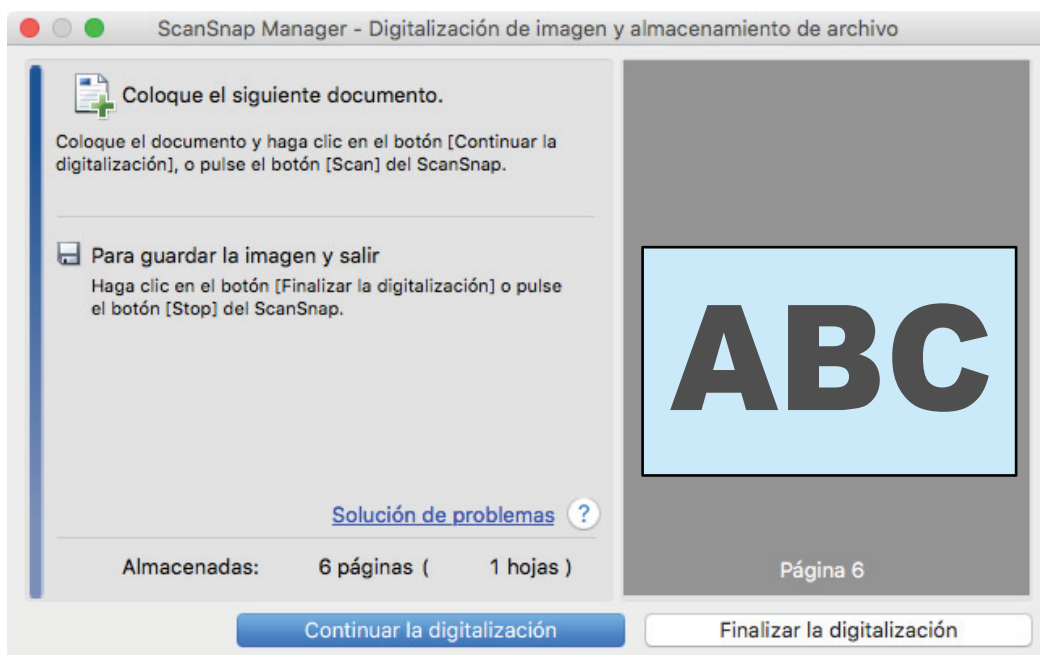 ScanSnap Manager - Digitalización de imagen y almacenamiento de archivo
Coloque el siguiente documento.
Coloque el documento y haga clic en el botón [Continuar la
digitalización], o pulse el botón [Scan] del ScanSnap.
Para guardar la imagen y salir
Haga clic en el botón [Finalizar la digitalización] o pulse
el botón [Stop] del ScanSnap.
Solución de problemas ?
Almacenadas: 6 páginas ( 1 hojas )
ABC
Página 6
Continuar la digitalización
Finalizar la digitalización